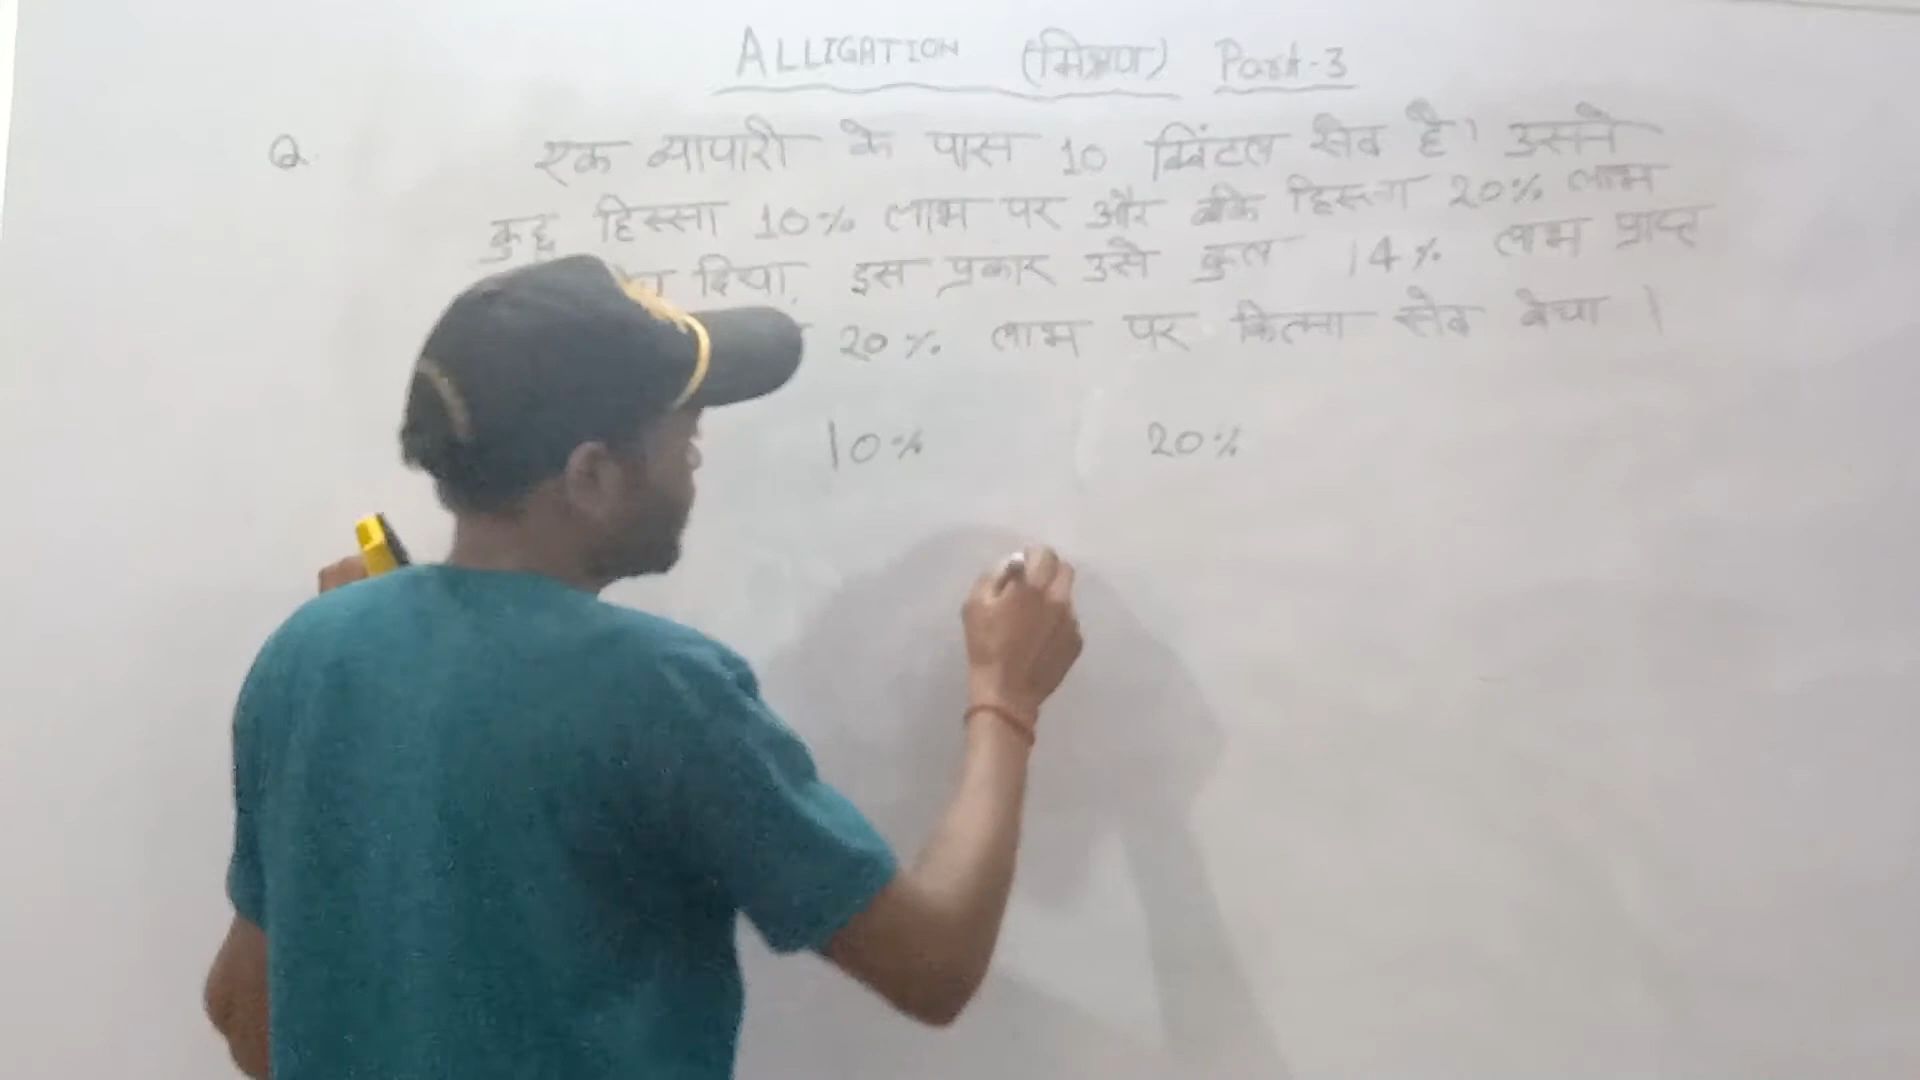 ALLIGATION (मिश्रण) Part-3
Q. एक व्यापारी के पास 10 क्विंटल सेब है। उसने
कुछ हिस्सा 10% लाभ पर और बाकि हिस्सा 20% लाभ
दिया, इस प्रकार उसे कुल 14% लाभ प्राप्त
20% लाभ पर कितना सेब बेचा ।
10% 20%